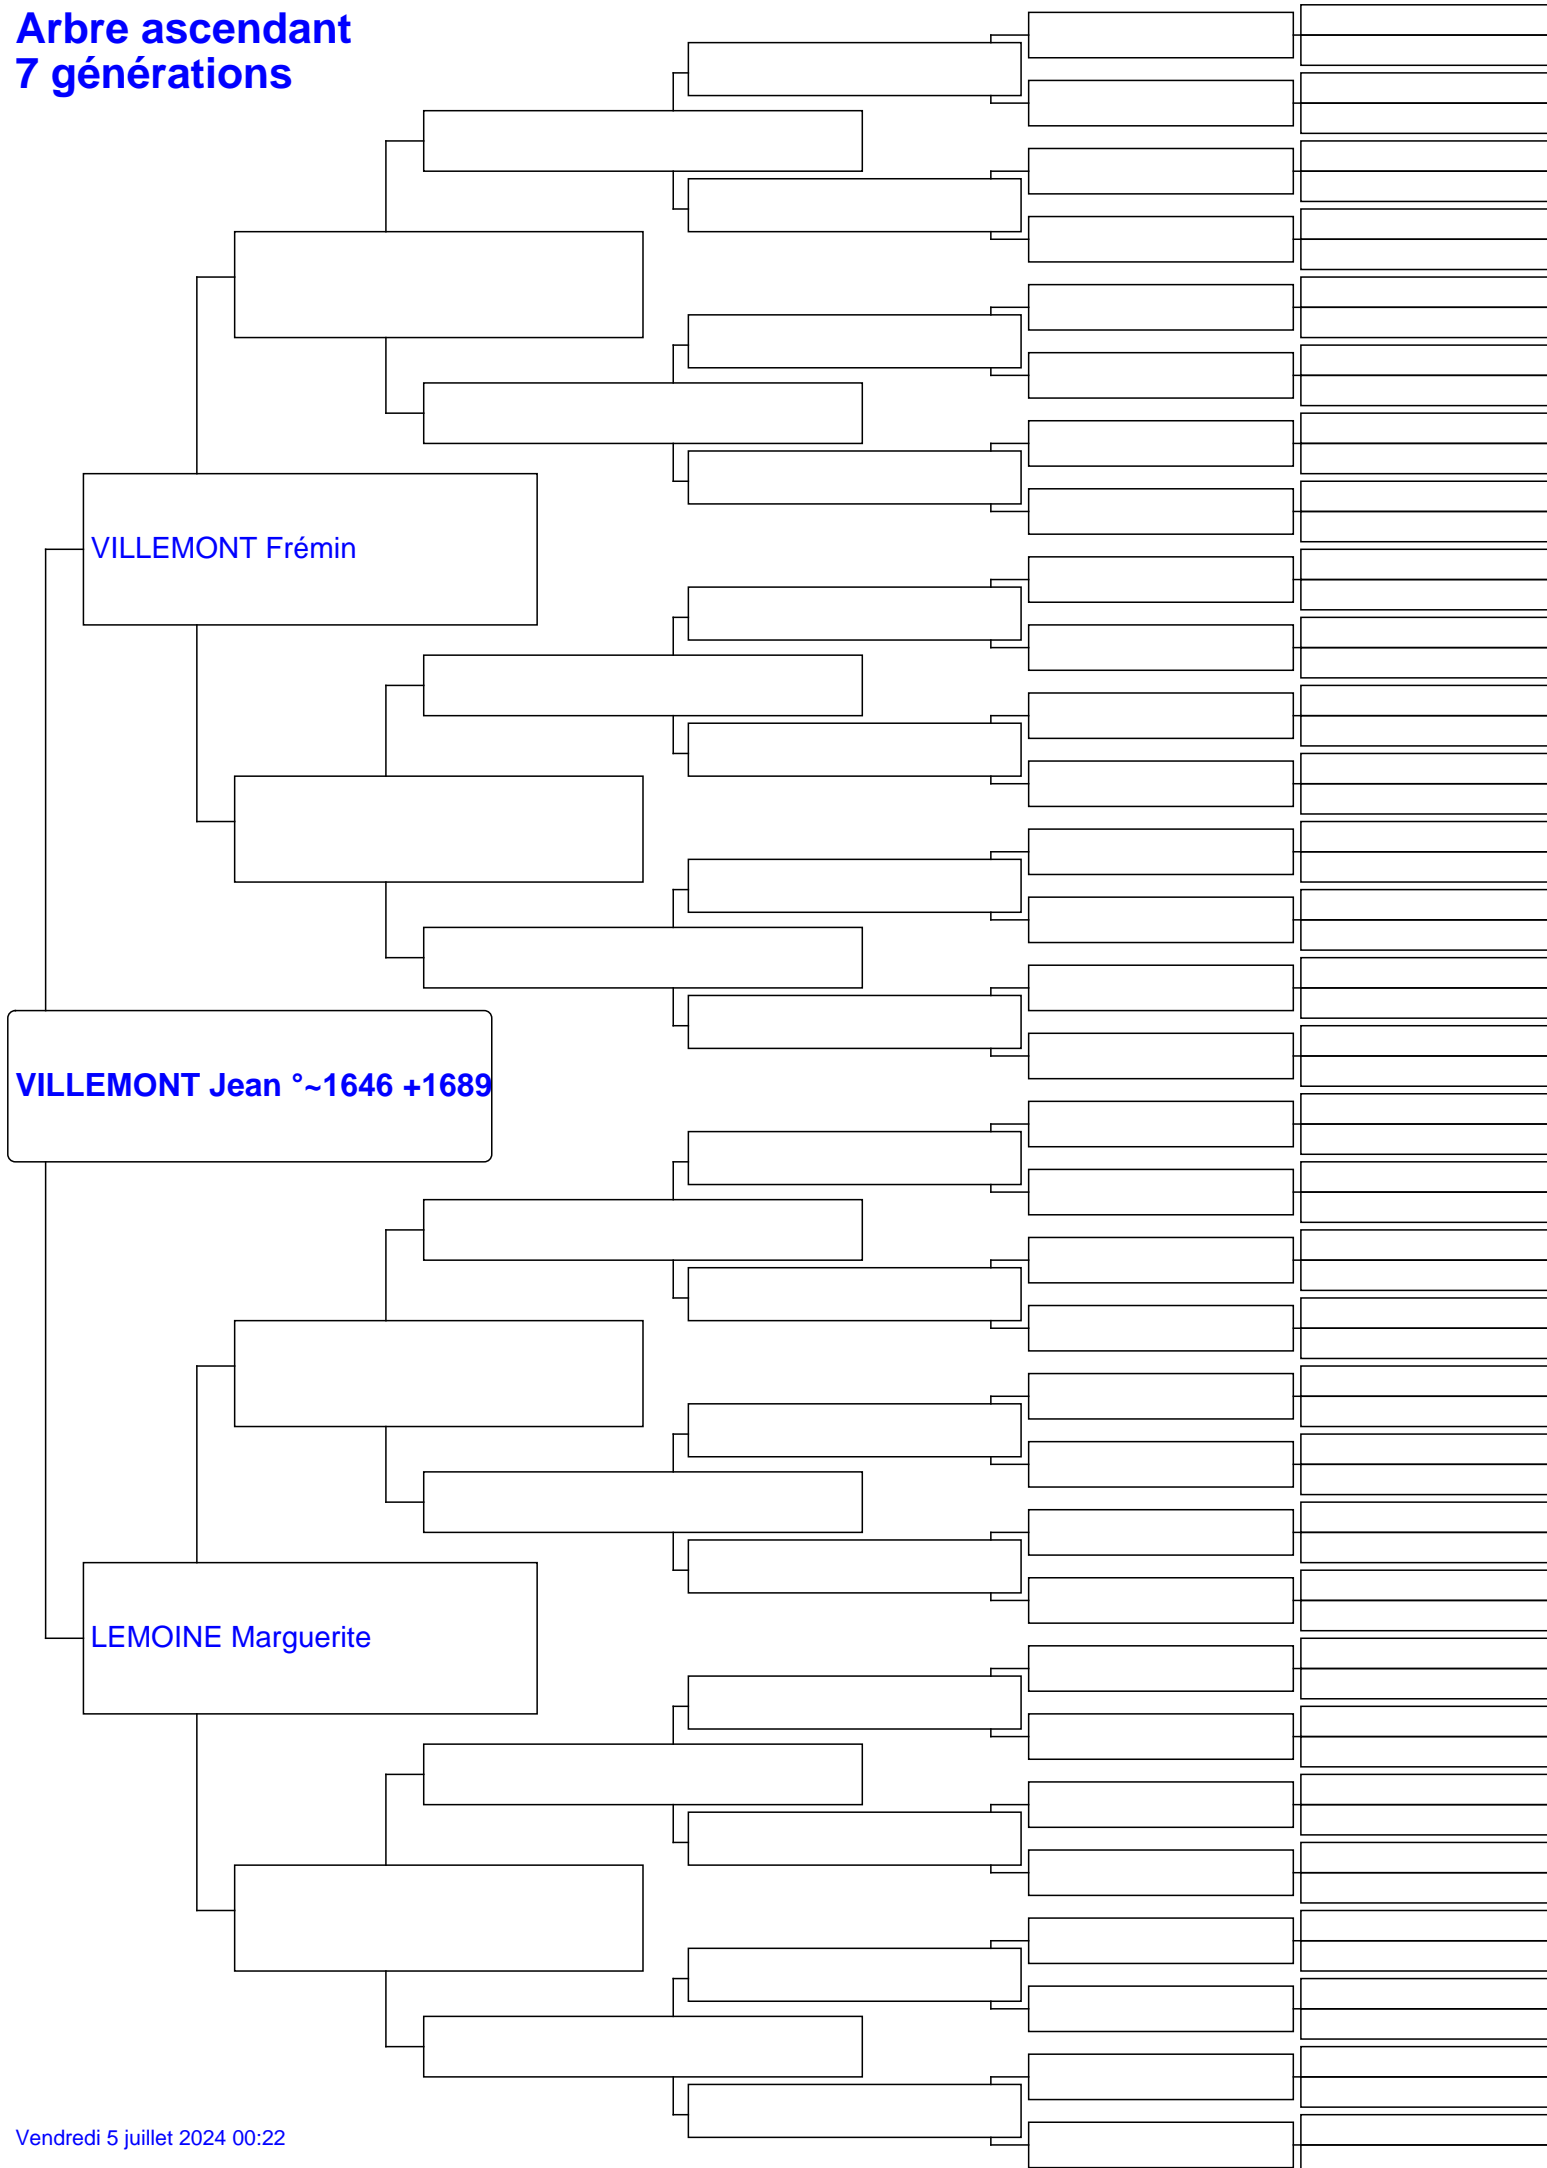 Arbre ascendant
7 générations
VILLEMONT Frémin
VILLEMONT Jean °~1646 +1689
LEMOINE Marguerite
Vendredi 5 juillet 2024 00:22